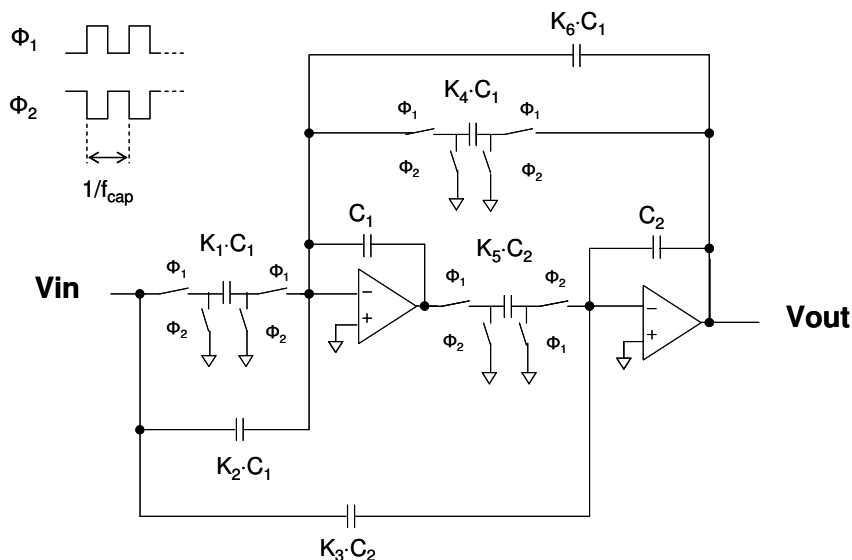 Φ₁
Φ₂
1/f_cap
K₆·C₁
K₄·C₁
Φ₁
Φ₁
Φ₂
Φ₂
C₁
K₅·C₂
C₂
K₁·C₁
Vin
Φ₁
Φ₁
Φ₂
Φ₂
−
+
Φ₁
Φ₂
Φ₂
Φ₁
−
+
Vout
K₂·C₁
K₃·C₂